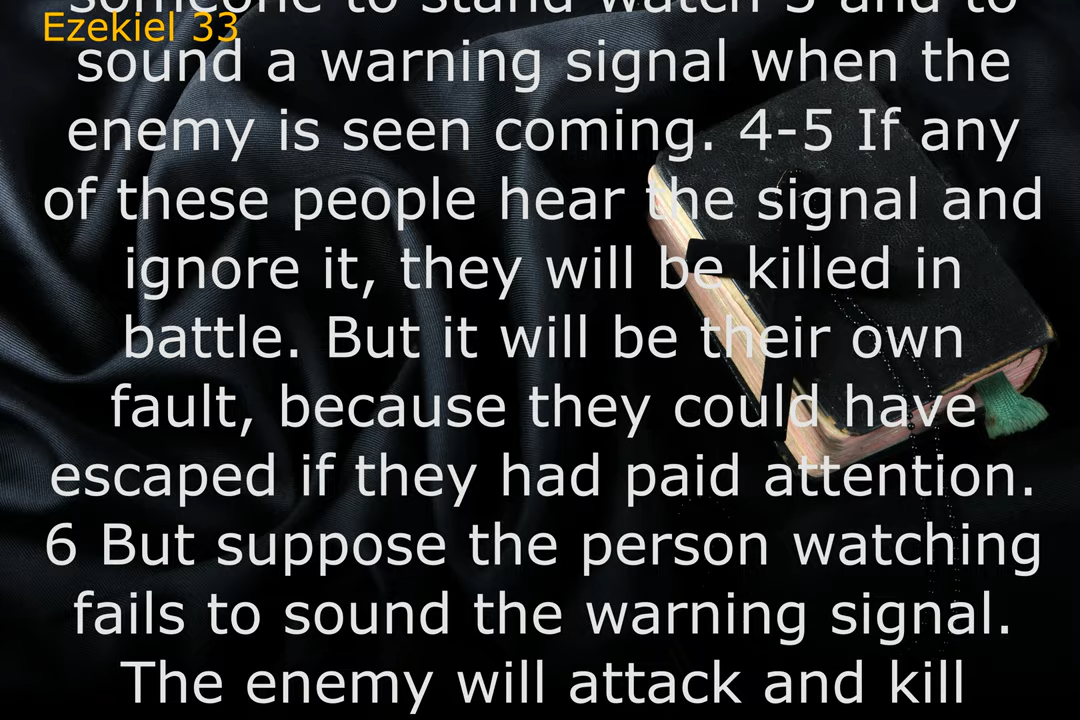 someone to stand watch 3 and to
Ezekiel 33
sound a warning signal when the
enemy is seen coming. 4-5 If any
of these people hear the signal and
ignore it, they will be killed in
battle. But it will be their own
fault, because they could have
escaped if they had paid attention.
6 But suppose the person watching
fails to sound the warning signal.
The enemy will attack and kill